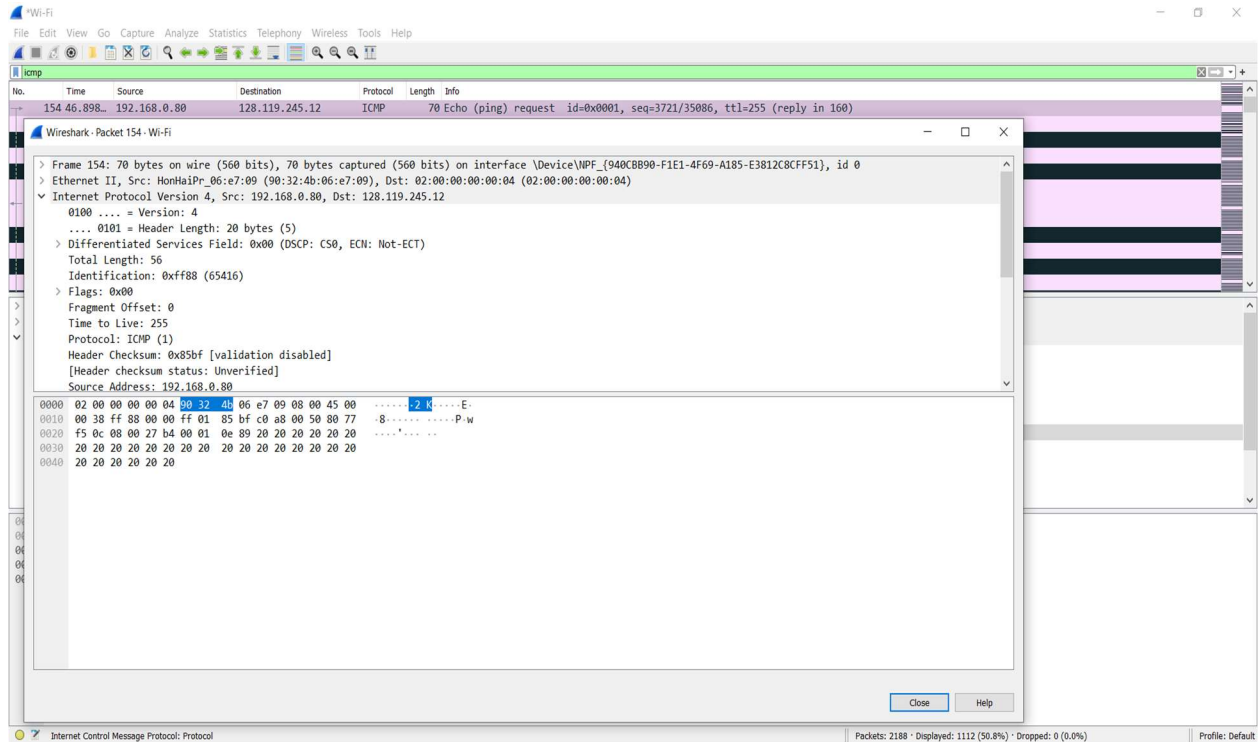 *Wi-Fi
File Edit View Go Capture Analyze Statistics Telephony Wireless Tools Help
icmp
No. Time Source Destination Protocol Length Info
154 46.898… 192.168.0.80 128.119.245.12 ICMP 70 Echo (ping) request id=0x0001, seq=3721/35086, ttl=255 (reply in 160)
Wireshark · Packet 154 · Wi-Fi
Frame 154: 70 bytes on wire (560 bits), 70 bytes captured (560 bits) on interface \Device\NPF_{940CBB90-F1E1-4F69-A185-E3812C8CFF51}, id 0
Ethernet II, Src: HonHaiPr_06:e7:09 (90:32:4b:06:e7:09), Dst: 02:00:00:00:00:04 (02:00:00:00:00:04)
Internet Protocol Version 4, Src: 192.168.0.80, Dst: 128.119.245.12
0100 .... = Version: 4
.... 0101 = Header Length: 20 bytes (5)
Differentiated Services Field: 0x00 (DSCP: CS0, ECN: Not-ECT)
Total Length: 56
Identification: 0xff88 (65416)
Flags: 0x00
Fragment Offset: 0
Time to Live: 255
Protocol: ICMP (1)
Header Checksum: 0x85bf [validation disabled]
[Header checksum status: Unverified]
Source Address: 192.168.0.80
0000 02 00 00 00 00 04 90 32 4b 06 e7 09 08 00 45 00 ·······2 K·····E·
0010 00 38 ff 88 00 00 ff 01 85 bf c0 a8 00 50 80 77 ·8······ ·····P·w
0020 f5 0c 08 00 27 b4 00 01 0e 89 20 20 20 20 20 20 ····'··· ··
0030 20 20 20 20 20 20 20 20 20 20 20 20 20 20 20 20
0040 20 20 20 20 20 20
Close Help
Internet Control Message Protocol: Protocol
Packets: 2188 · Displayed: 1112 (50.8%) · Dropped: 0 (0.0%)
Profile: Default